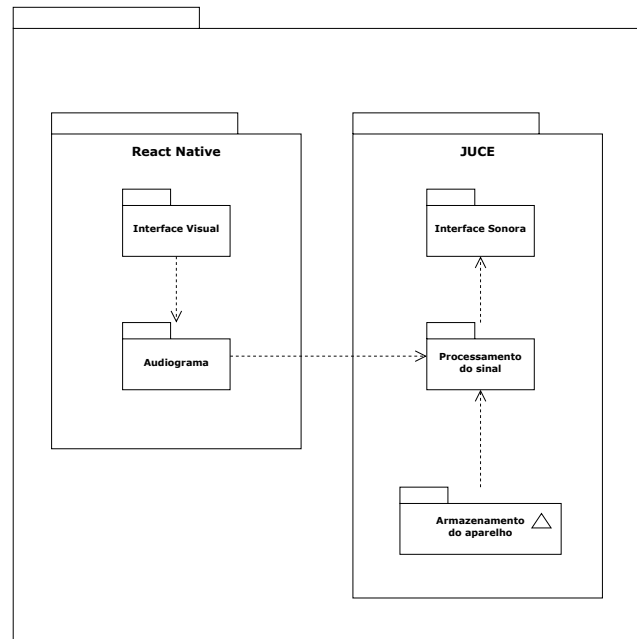 React Native
JUCE
Interface Visual
Interface Sonora
Audiograma
Processamento
do sinal
Armazenamento
do aparelho